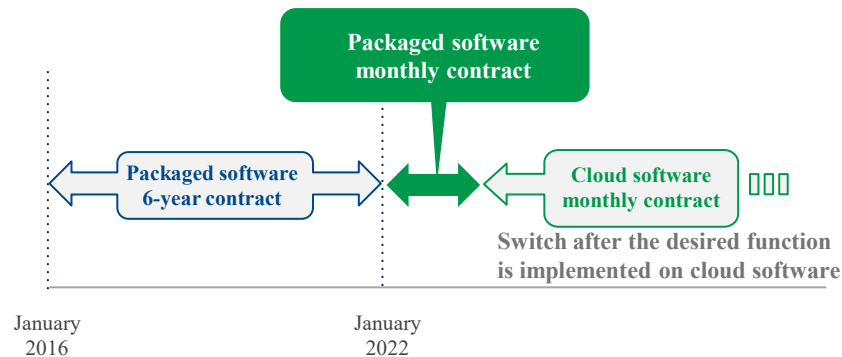 Packaged software
monthly contract
Packaged software
6-year contract
Cloud software
monthly contract
Switch after the desired function
is implemented on cloud software
January
2016
January
2022